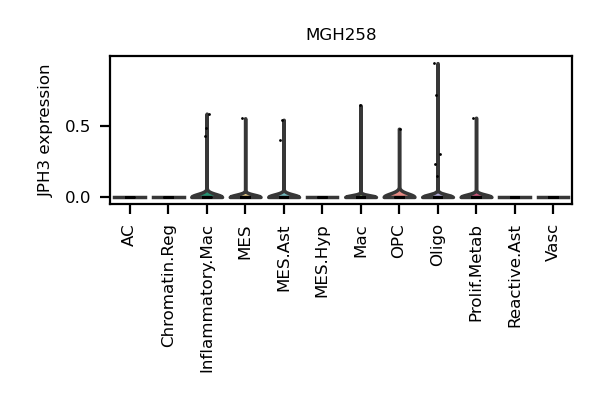 MGH258
JPH3 expression
0.5
0.0
AC
Chromatin.Reg
Inflammatory.Mac
MES
MES.Ast
MES.Hyp
Mac
OPC
Oligo
Prolif.Metab
Reactive.Ast
Vasc